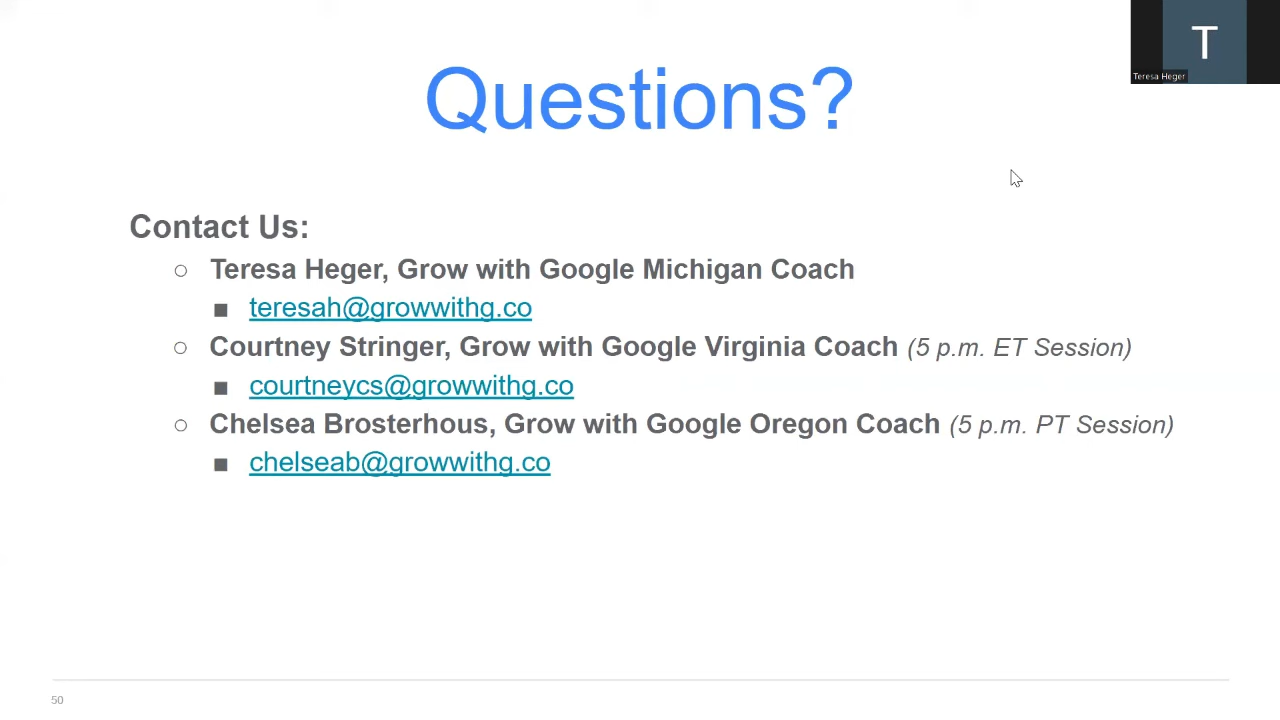 T
Teresa Heger
Questions?
Contact Us:
○ Teresa Heger, Grow with Google Michigan Coach
■ teresah@growwithg.co
○ Courtney Stringer, Grow with Google Virginia Coach (5 p.m. ET Session)
■ courtneycs@growwithg.co
○ Chelsea Brosterhous, Grow with Google Oregon Coach (5 p.m. PT Session)
■ chelseab@growwithg.co
50